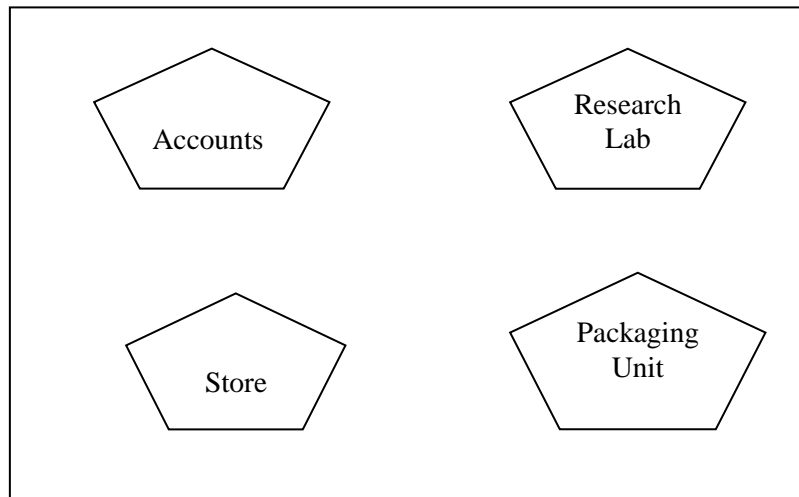 Accounts
Research
Lab
Store
Packaging
Unit